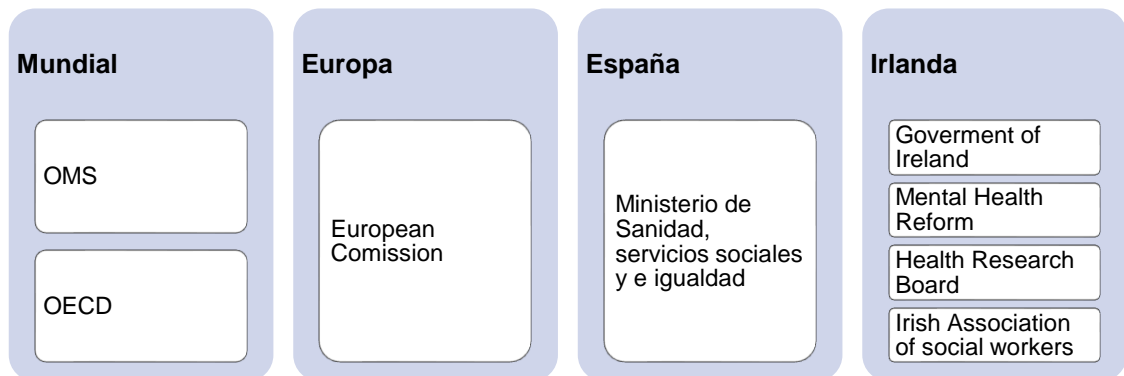 Mundial
OMS
OECD
Europa
European
Comission
España
Ministerio de
Sanidad,
servicios sociales
y e igualdad
Irlanda
Goverment of
Ireland
Mental Health
Reform
Health Research
Board
Irish Association
of social workers